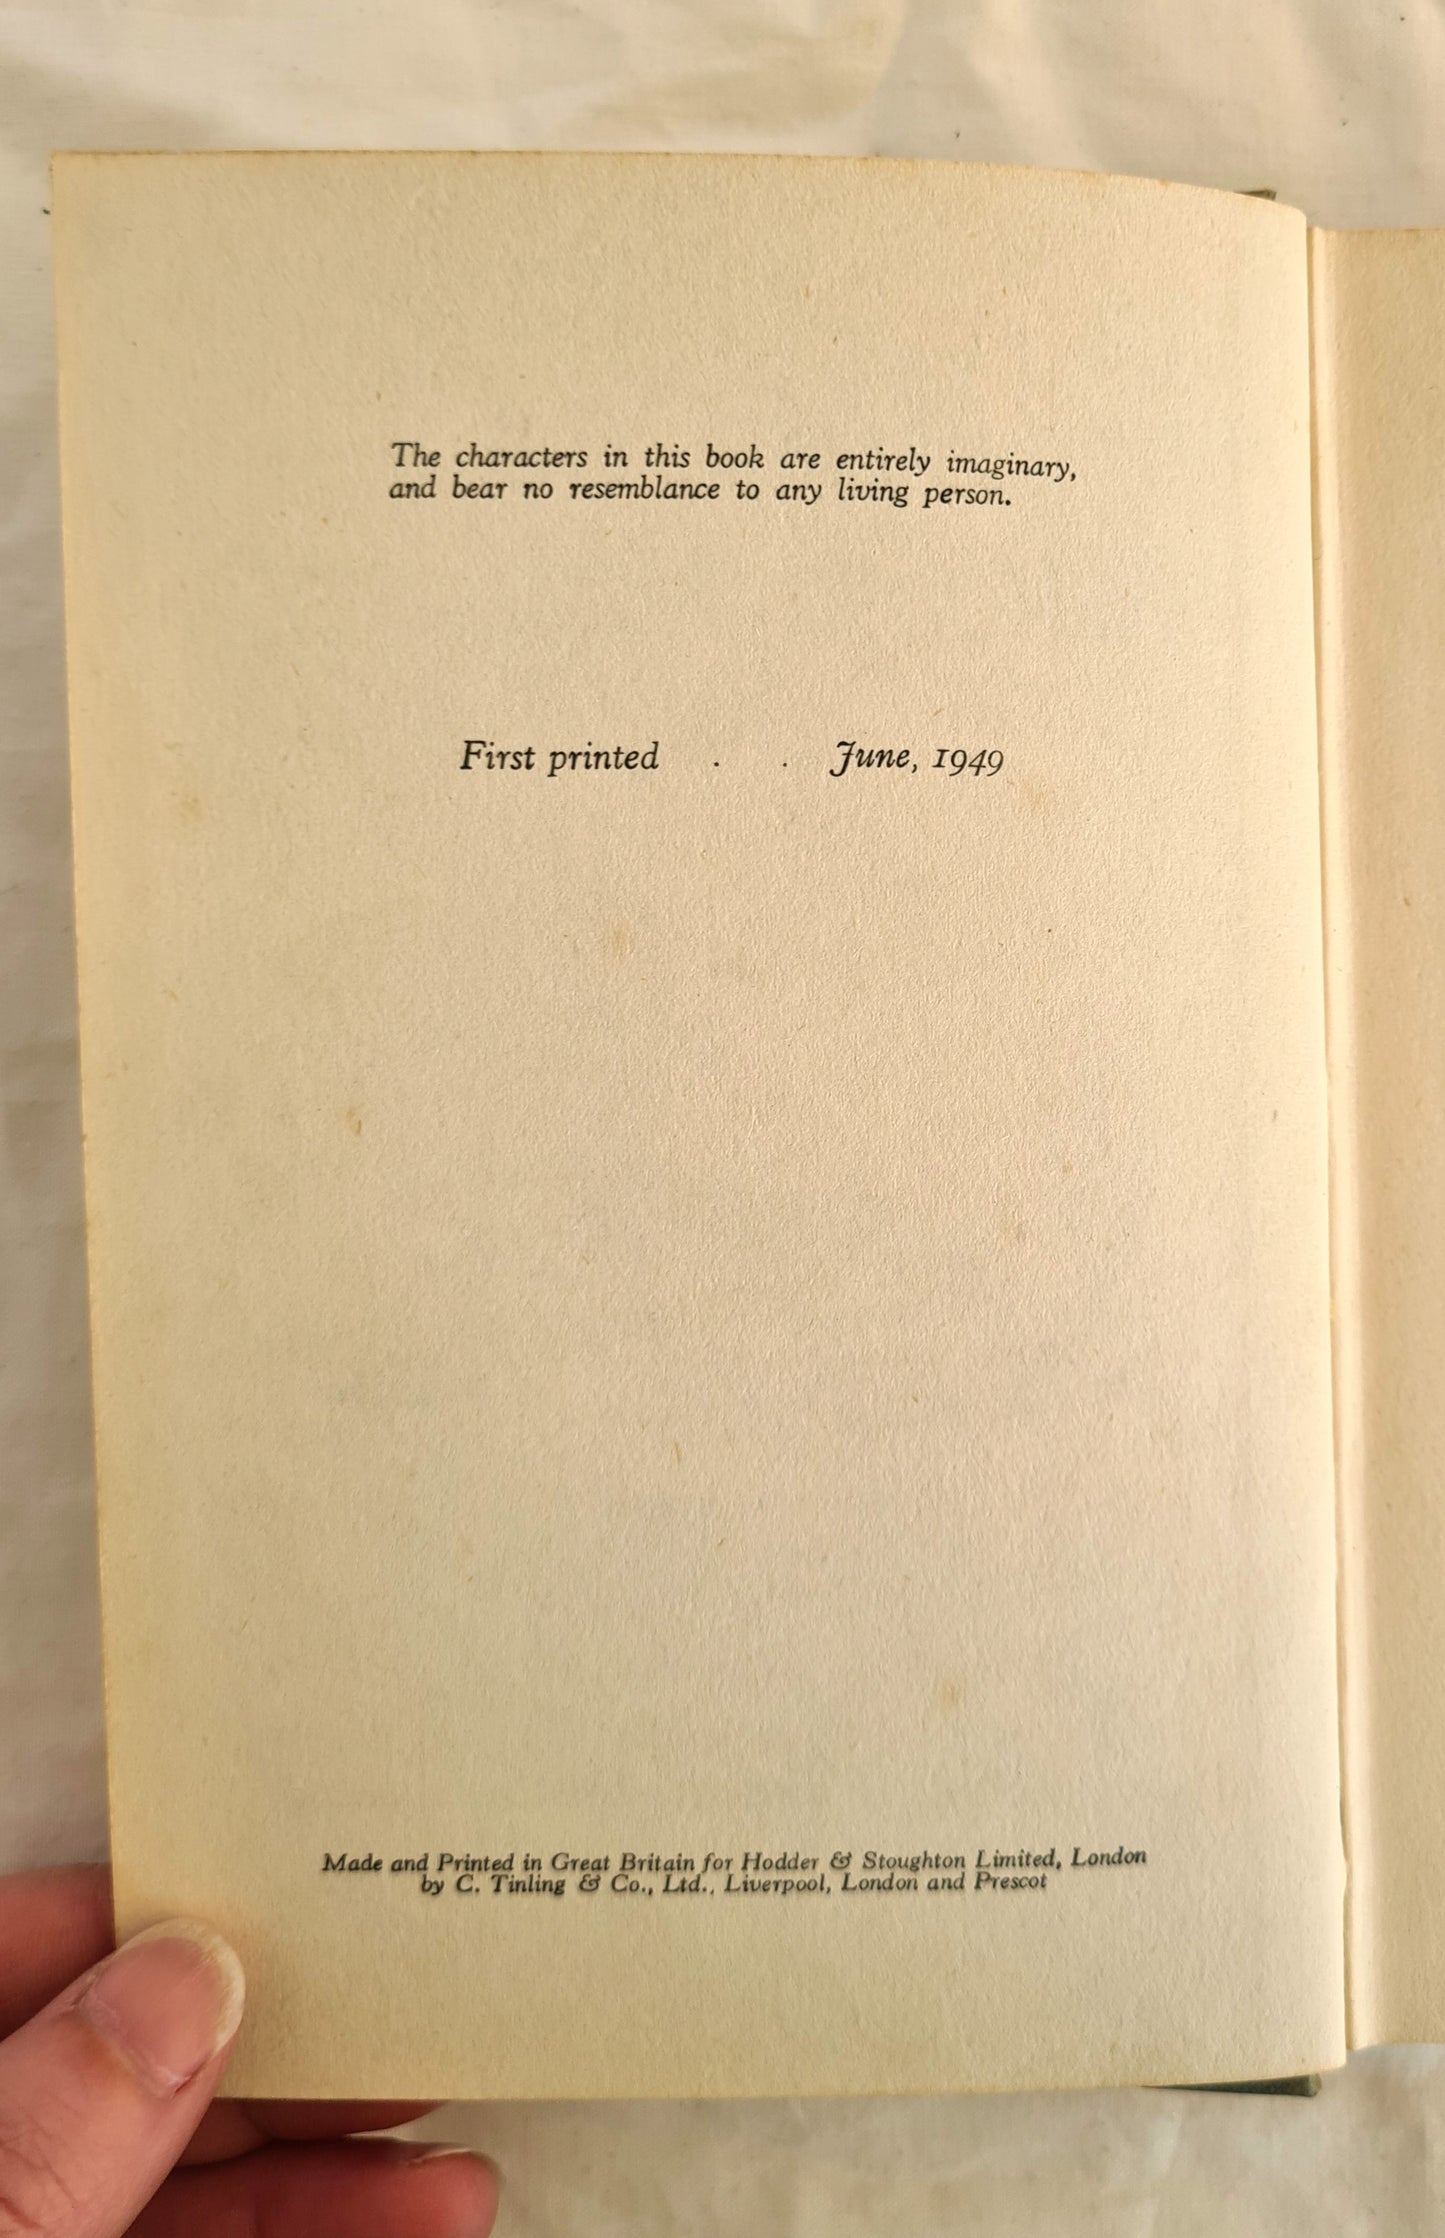 The characters in this book are entirely imaginary,
and bear no resemblance to any living person.
First printed . . June, 1949
Made and Printed in Great Britain for Hodder & Stoughton Limited, London
by C. Tinling & Co., Ltd., Liverpool, London and Prescot